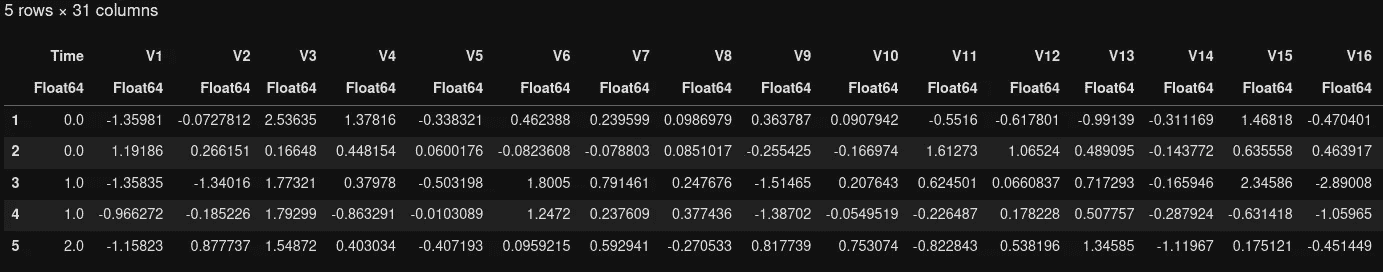 5 rows × 31 columns
Time V1 V2 V3 V4 V5 V6 V7 V8 V9 V10 V11 V12 V13 V14 V15 V16
Float64 Float64 Float64 Float64 Float64 Float64 Float64 Float64 Float64 Float64 Float64 Float64 Float64 Float64 Float64 Float64 Float64
1 0.0 -1.35981 -0.0727812 2.53635 1.37816 -0.338321 0.462388 0.239599 0.0986979 0.363787 0.0907942 -0.5516 -0.617801 -0.99139 -0.311169 1.46818 -0.470401
2 0.0 1.19186 0.266151 0.16648 0.448154 0.0600176 -0.0823608 -0.078803 0.0851017 -0.255425 -0.166974 1.61273 1.06524 0.489095 -0.143772 0.635558 0.463917
3 1.0 -1.35835 -1.34016 1.77321 0.37978 -0.503198 1.8005 0.791461 0.247676 -1.51465 0.207643 0.624501 0.0660837 0.717293 -0.165946 2.34586 -2.89008
4 1.0 -0.966272 -0.185226 1.79299 -0.863291 -0.0103089 1.2472 0.237609 0.377436 -1.38702 -0.0549519 -0.226487 0.178228 0.507757 -0.287924 -0.631418 -1.05965
5 2.0 -1.15823 0.877737 1.54872 0.403034 -0.407193 0.0959215 0.592941 -0.270533 0.817739 0.753074 -0.822843 0.538196 1.34585 -1.11967 0.175121 -0.451449